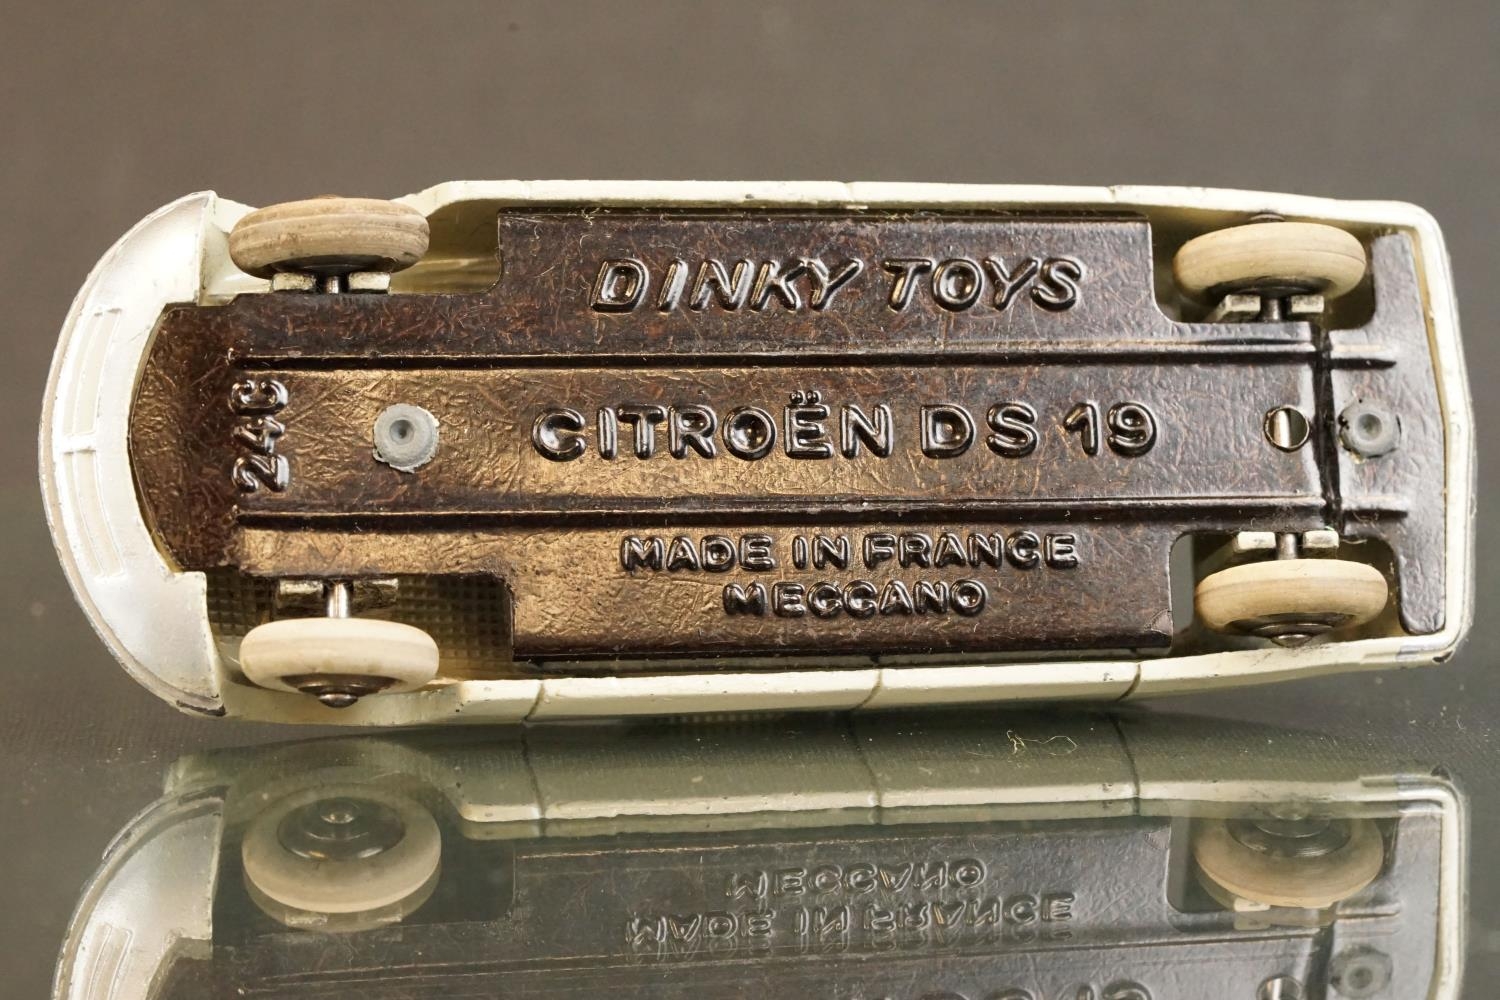 DINKY TOYS
24C
CITROËN DS 19
MADE IN FRANCE
MECCANO